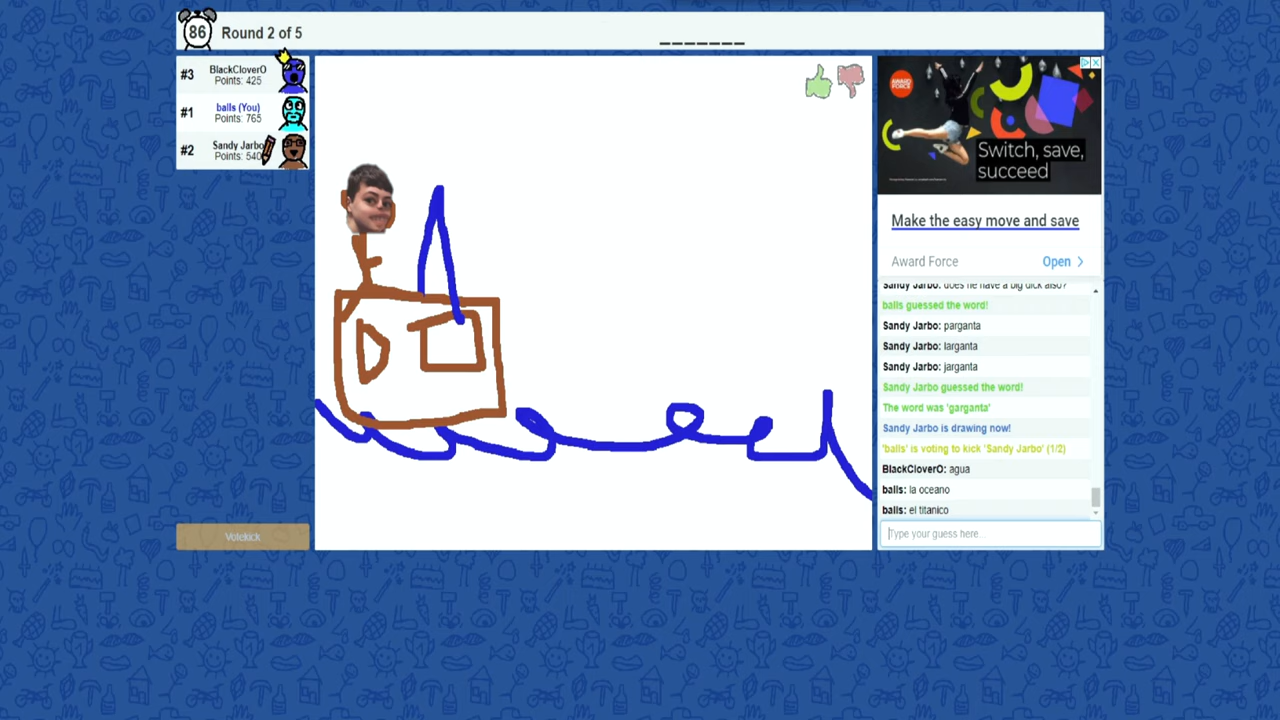 86
Round 2 of 5
_______
#3
BlackCloverO
Points: 425
#1
balls (You)
Points: 765
#2
Sandy Jarbo
Points: 540
Votekick
D
AWARD
FORCE
Switch, save,
succeed
Make the easy move and save
Award Force
Open >
Sandy Jarbo: does he have a big dick also?
balls guessed the word!
Sandy Jarbo: parganta
Sandy Jarbo: larganta
Sandy Jarbo: jarganta
Sandy Jarbo guessed the word!
The word was 'garganta'
Sandy Jarbo is drawing now!
'balls' is voting to kick 'Sandy Jarbo' (1/2)
BlackCloverO: agua
balls: la oceano
balls: el titanico
Type your guess here...